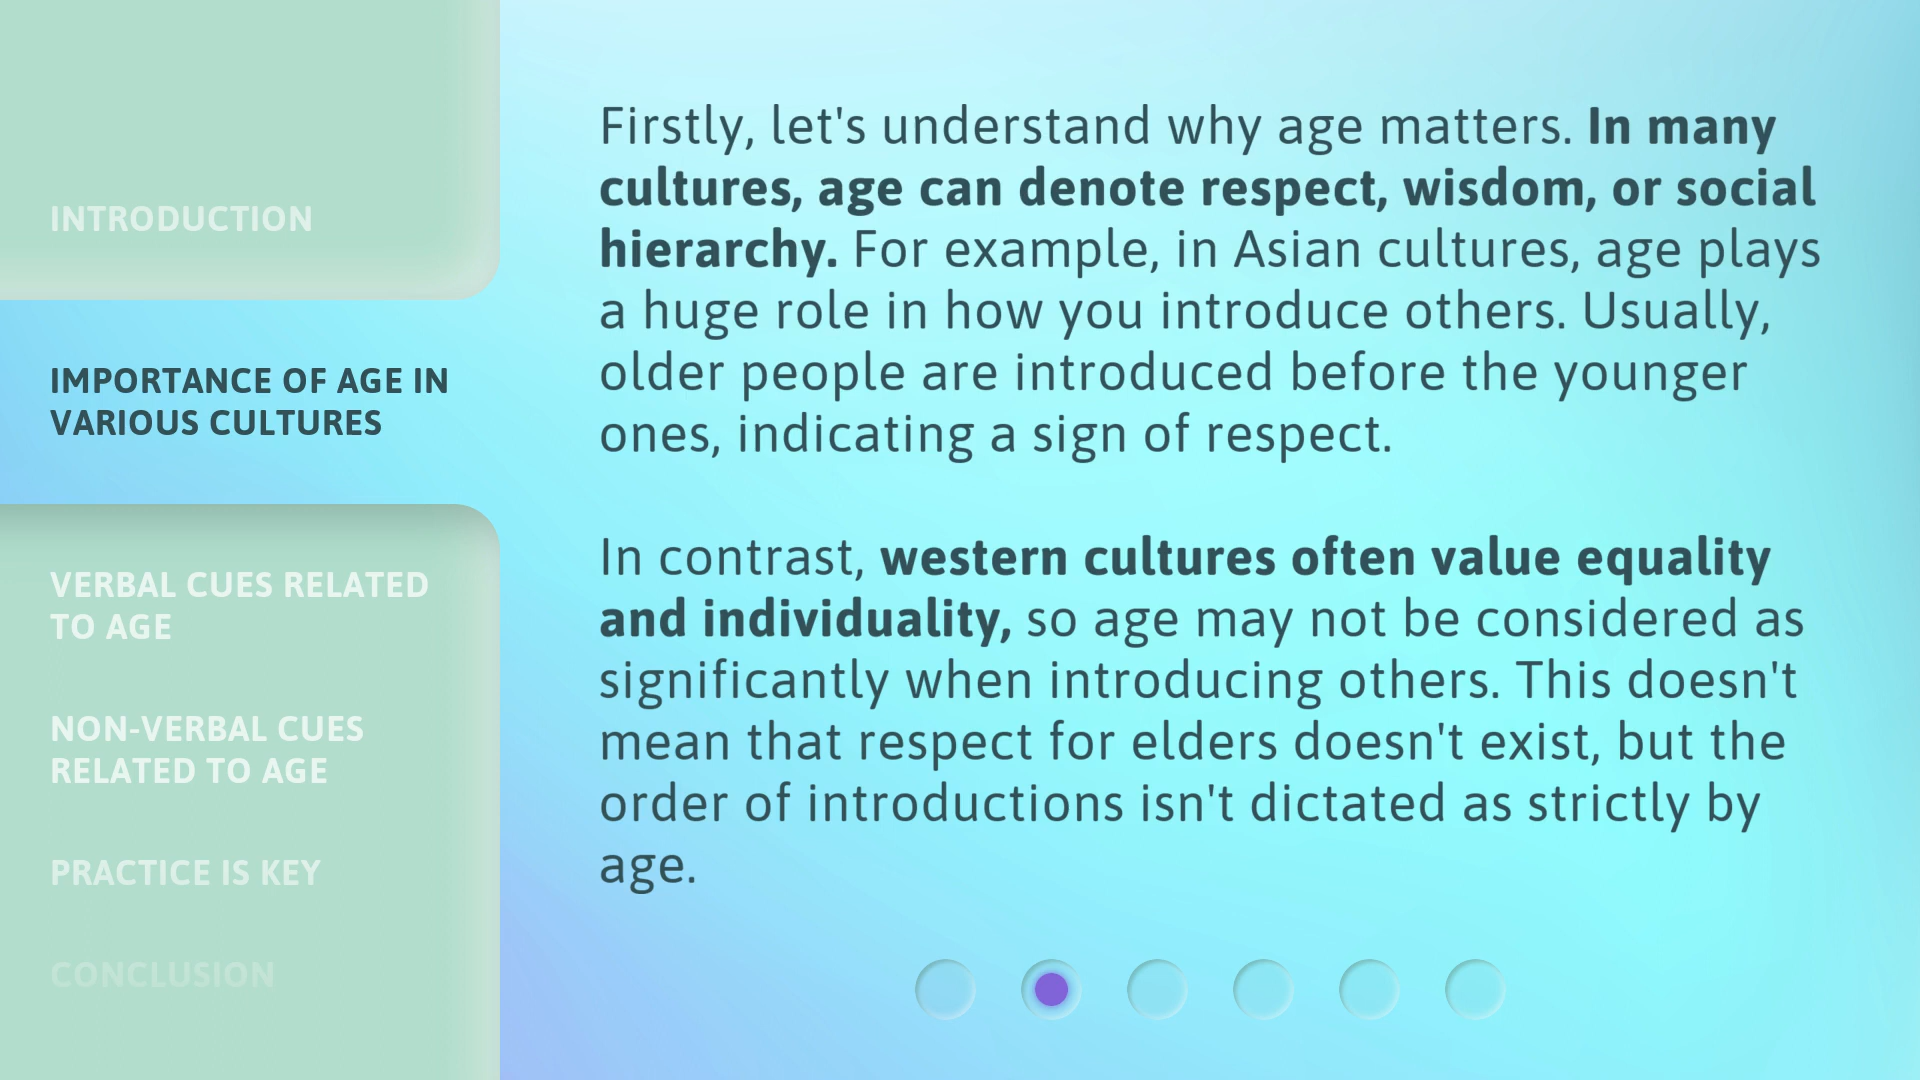 INTRODUCTION
IMPORTANCE OF AGE IN
VARIOUS CULTURES
VERBAL CUES RELATED
TO AGE
NON-VERBAL CUES
RELATED TO AGE
PRACTICE IS KEY
CONCLUSION
Firstly, let's understand why age matters. In many
cultures, age can denote respect, wisdom, or social
hierarchy. For example, in Asian cultures, age plays
a huge role in how you introduce others. Usually,
older people are introduced before the younger
ones, indicating a sign of respect.
In contrast, western cultures often value equality
and individuality, so age may not be considered as
significantly when introducing others. This doesn't
mean that respect for elders doesn't exist, but the
order of introductions isn't dictated as strictly by
age.